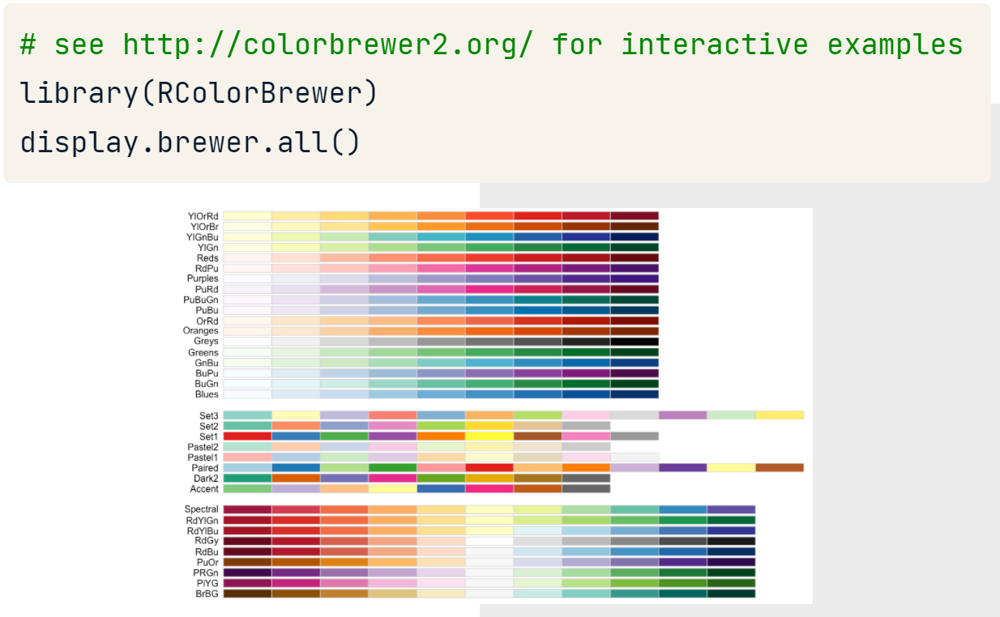 # see http://colorbrewer2.org/ for interactive examples
library(RColorBrewer)
display.brewer.all()
YlOrRd
YlOrBr
YlGnBu
YlGn
Reds
RdPu
Purples
PuRd
PuBuGn
PuBu
OrRd
Oranges
Greys
Greens
GnBu
BuPu
BuGn
Blues
Set3
Set2
Set1
Pastel2
Pastel1
Paired
Dark2
Accent
Spectral
RdYlGn
RdYlBu
RdGy
RdBu
PuOr
PRGn
PiYG
BrBG